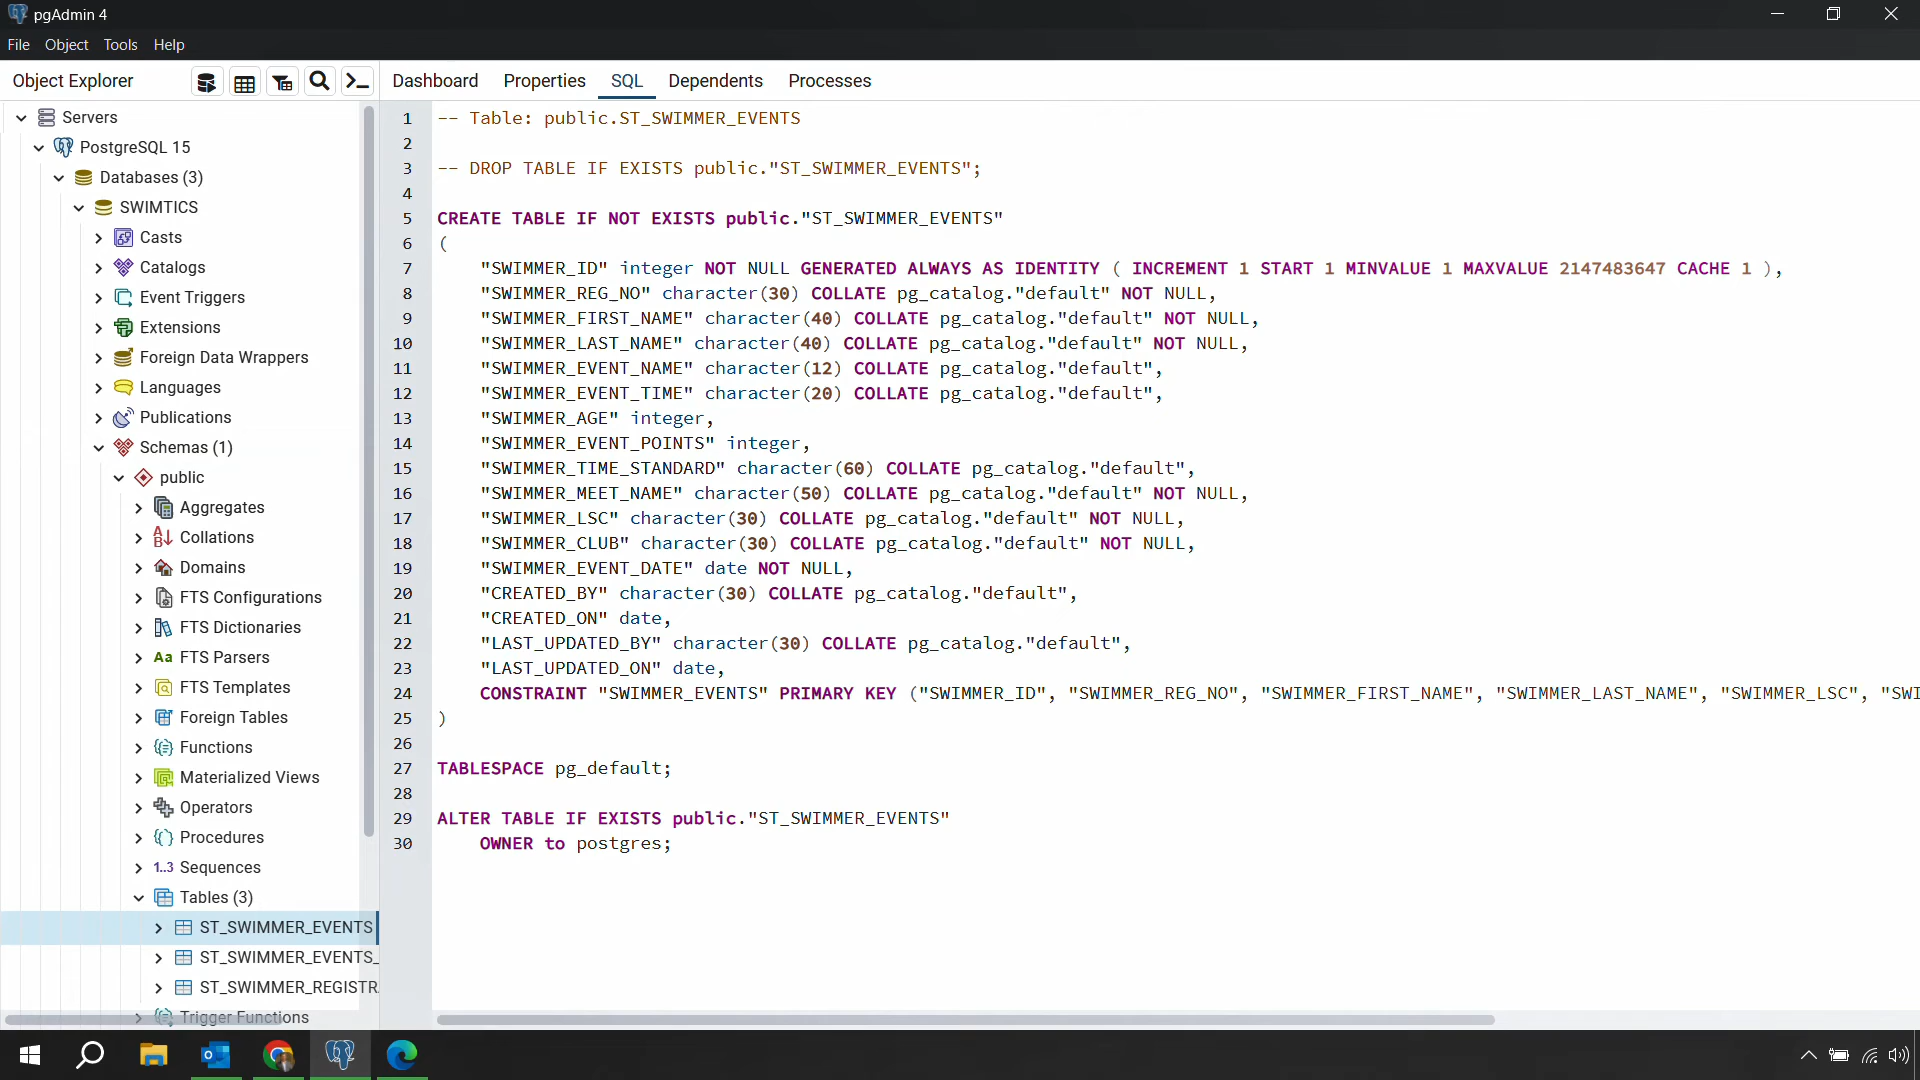 pgAdmin 4
File Object Tools Help
Object Explorer
Dashboard Properties SQL Dependents Processes
Servers
PostgreSQL 15
Databases (3)
SWIMTICS
Casts
Catalogs
Event Triggers
Extensions
Foreign Data Wrappers
Languages
Publications
Schemas (1)
public
Aggregates
Collations
Domains
FTS Configurations
FTS Dictionaries
Aa FTS Parsers
FTS Templates
Foreign Tables
Functions
Materialized Views
Operators
Procedures
1..3 Sequences
Tables (3)
ST_SWIMMER_EVENTS
ST_SWIMMER_EVENTS_
ST_SWIMMER_REGISTR
Trigger Functions
1 -- Table: public.ST_SWIMMER_EVENTS
2
3 -- DROP TABLE IF EXISTS public."ST_SWIMMER_EVENTS";
4
5 CREATE TABLE IF NOT EXISTS public."ST_SWIMMER_EVENTS"
6 (
7 "SWIMMER_ID" integer NOT NULL GENERATED ALWAYS AS IDENTITY ( INCREMENT 1 START 1 MINVALUE 1 MAXVALUE 2147483647 CACHE 1 ),
8 "SWIMMER_REG_NO" character(30) COLLATE pg_catalog."default" NOT NULL,
9 "SWIMMER_FIRST_NAME" character(40) COLLATE pg_catalog."default" NOT NULL,
10 "SWIMMER_LAST_NAME" character(40) COLLATE pg_catalog."default" NOT NULL,
11 "SWIMMER_EVENT_NAME" character(12) COLLATE pg_catalog."default",
12 "SWIMMER_EVENT_TIME" character(20) COLLATE pg_catalog."default",
13 "SWIMMER_AGE" integer,
14 "SWIMMER_EVENT_POINTS" integer,
15 "SWIMMER_TIME_STANDARD" character(60) COLLATE pg_catalog."default",
16 "SWIMMER_MEET_NAME" character(50) COLLATE pg_catalog."default" NOT NULL,
17 "SWIMMER_LSC" character(30) COLLATE pg_catalog."default" NOT NULL,
18 "SWIMMER_CLUB" character(30) COLLATE pg_catalog."default" NOT NULL,
19 "SWIMMER_EVENT_DATE" date NOT NULL,
20 "CREATED_BY" character(30) COLLATE pg_catalog."default",
21 "CREATED_ON" date,
22 "LAST_UPDATED_BY" character(30) COLLATE pg_catalog."default",
23 "LAST_UPDATED_ON" date,
24 CONSTRAINT "SWIMMER_EVENTS" PRIMARY KEY ("SWIMMER_ID", "SWIMMER_REG_NO", "SWIMMER_FIRST_NAME", "SWIMMER_LAST_NAME", "SWIMMER_LSC", "SWI
25 )
26
27 TABLESPACE pg_default;
28
29 ALTER TABLE IF EXISTS public."ST_SWIMMER_EVENTS"
30 OWNER to postgres;